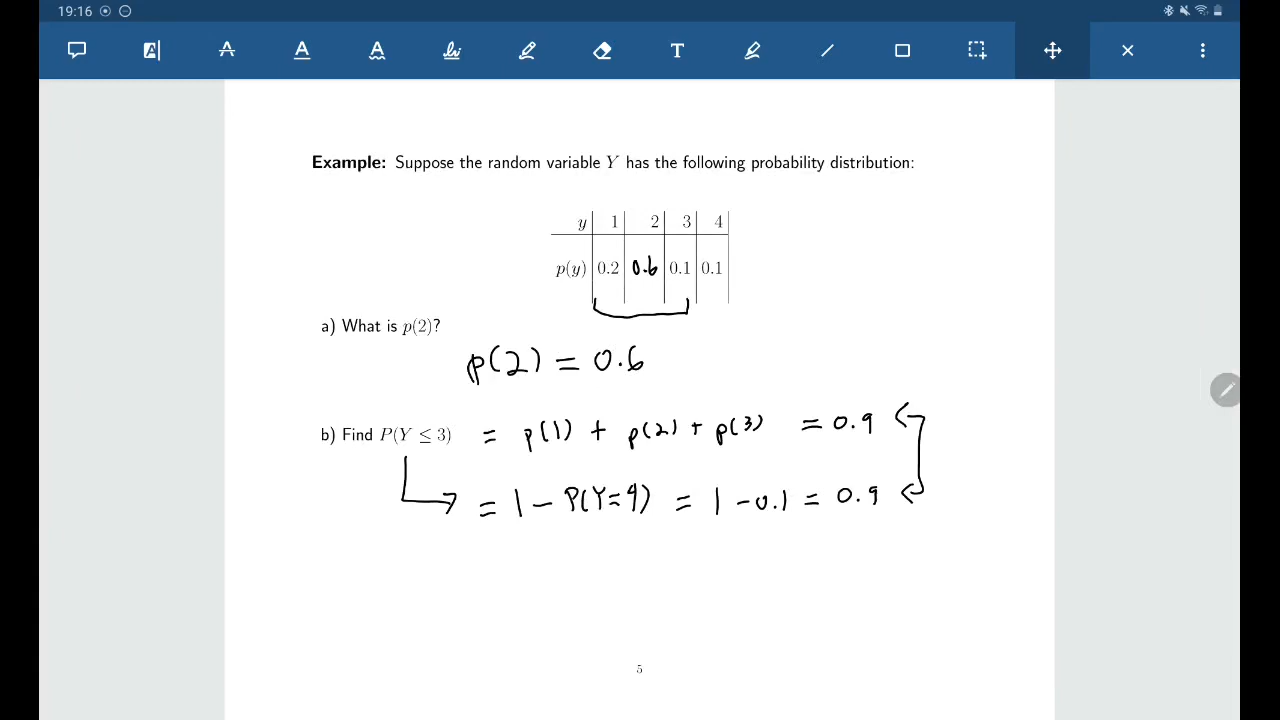 19:16
A A A A T
Example: Suppose the random variable Y has the following probability distribution:
y 1 2 3 4
p(y) 0.2 0.6 0.1 0.1
a) What is p(2)?
p(2) = 0.6
b) Find P(Y ≤ 3) = p(1) + p(2) + p(3) = 0.9
= 1 − P(Y=4) = 1 − 0.1 = 0.9
5